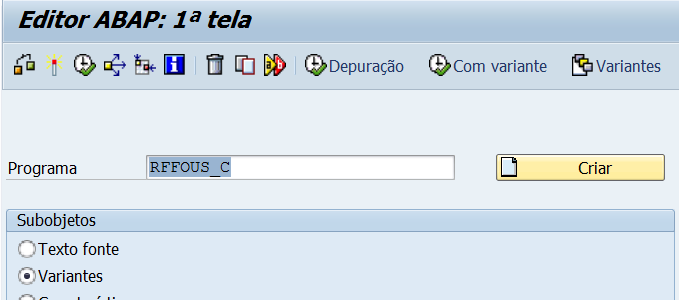 Editor ABAP: 1ª tela
Depuração Com variante Variantes
Programa RFFOUS_C Criar
Subobjetos
Texto fonte
Variantes